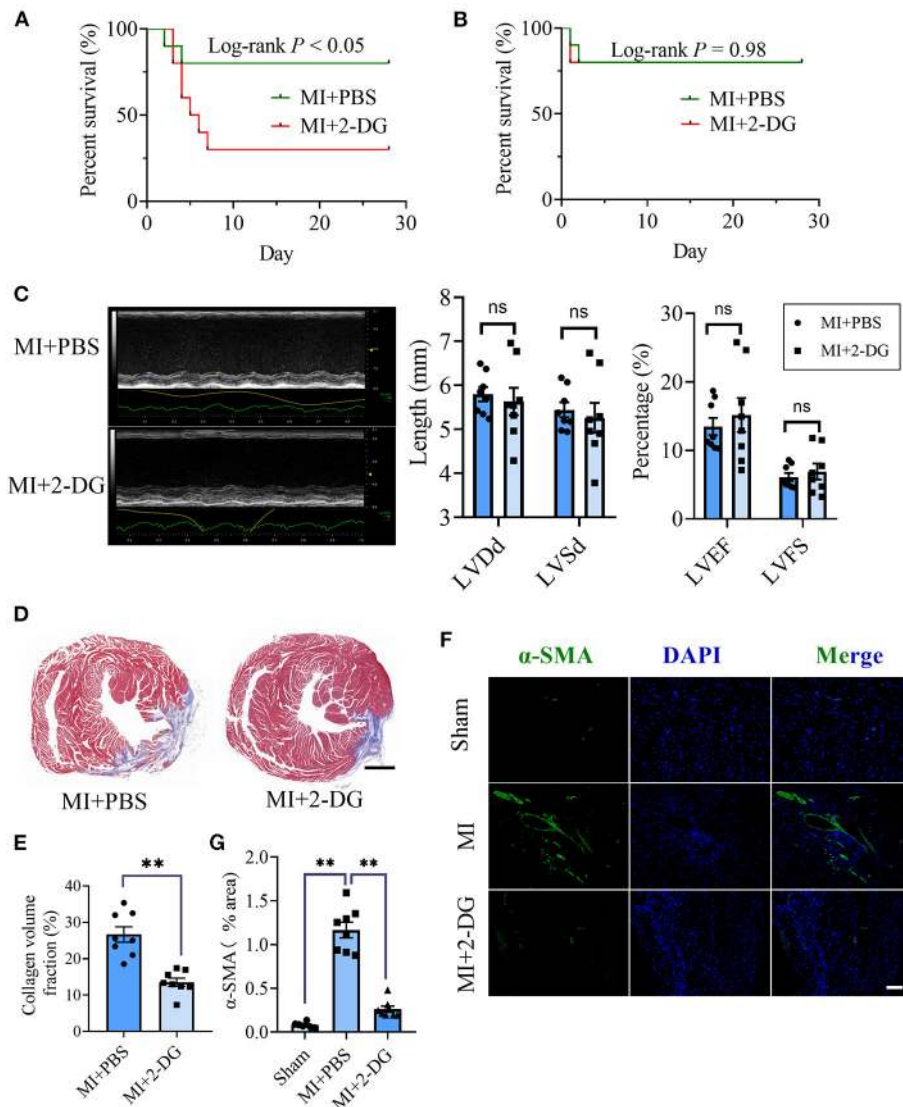 A
100
50
0
Percent survival (%)
Log-rank P < 0.05
MI+PBS
MI+2-DG
0 10 20 30
Day
B
100
50
0
Percent survival (%)
Log-rank P = 0.98
MI+PBS
MI+2-DG
0 10 20 30
Day
C
MI+PBS
MI+2-DG
8
7
6
5
4
3
Length (mm)
ns
ns
LVDd
LVSd
30
20
10
0
Percentage (%)
ns
ns
LVEF
LVFS
MI+PBS
MI+2-DG
D
MI+PBS
MI+2-DG
E
40
30
20
10
0
Collagen volume
fraction (%)
**
MI+PBS
MI+2-DG
G
2.0
1.5
1.0
0.5
0.0
α-SMA ( % area)
**
**
Sham
MI+PBS
MI+2-DG
F
α-SMA
DAPI
Merge
Sham
MI
MI+2-DG